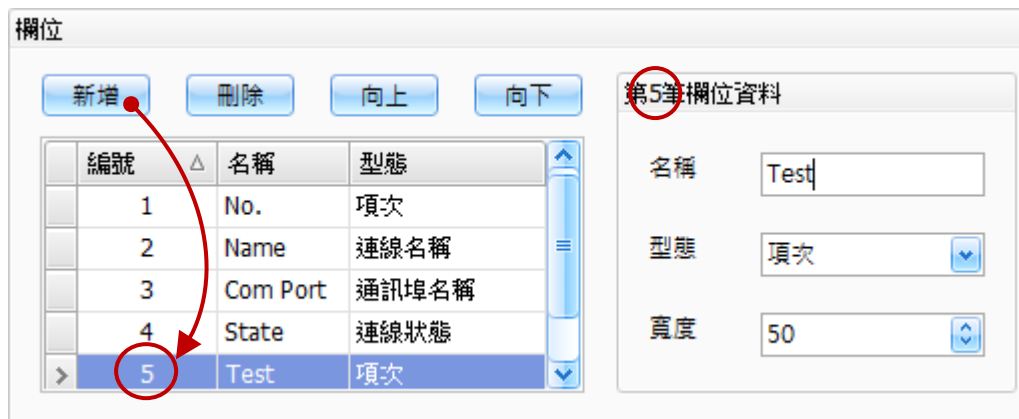 欄位
新增 刪除 向上 向下
編號 名稱 型態
1 No. 項次
2 Name 連線名稱
3 Com Port 通訊埠名稱
4 State 連線狀態
5 Test 項次
第5筆欄位資料
名稱 Test
型態 項次
寬度 50